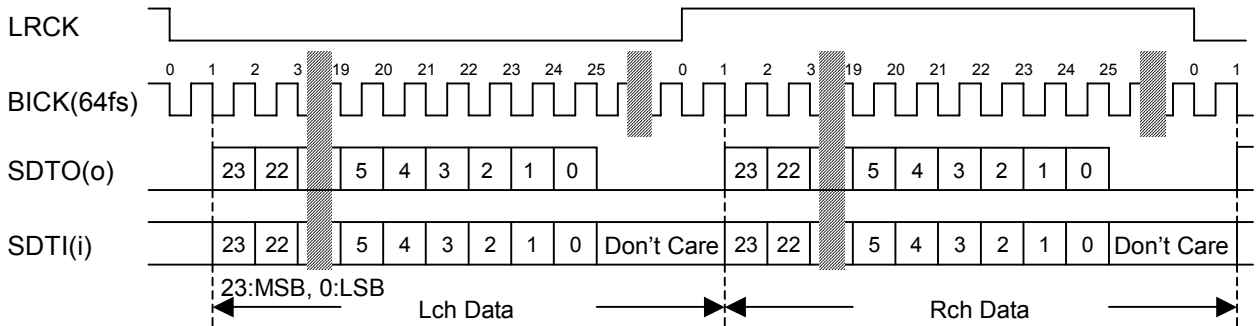 LRCK
0 1 2 3 19 20 21 22 23 24 25 0 1 2 3 19 20 21 22 23 24 25 0 1
BICK(64fs)
SDTO(o) 23 22 5 4 3 2 1 0 23 22 5 4 3 2 1 0
SDTI(i) 23 22 5 4 3 2 1 0 Don’t Care 23 22 5 4 3 2 1 0 Don’t Care
23:MSB, 0:LSB
Lch Data Rch Data